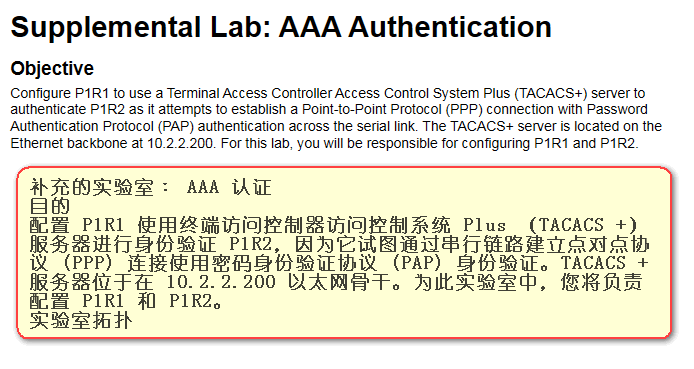 Supplemental Lab: AAA Authentication
Objective
Configure P1R1 to use a Terminal Access Controller Access Control System Plus (TACACS+) server to
authenticate P1R2 as it attempts to establish a Point-to-Point Protocol (PPP) connection with Password
Authentication Protocol (PAP) authentication across the serial link. The TACACS+ server is located on the
Ethernet backbone at 10.2.2.200. For this lab, you will be responsible for configuring P1R1 and P1R2.
补充的实验室： AAA 认证
目的
配置 P1R1 使用终端访问控制器访问控制系统 Plus （TACACS +）
服务器进行身份验证 P1R2，因为它试图通过串行链路建立点对点协
议 (PPP) 连接使用密码身份验证协议 (PAP) 身份验证。TACACS +
服务器位于在 10.2.2.200 以太网骨干。为此实验室中，您将负责
配置 P1R1 和 P1R2。
实验室拓扑